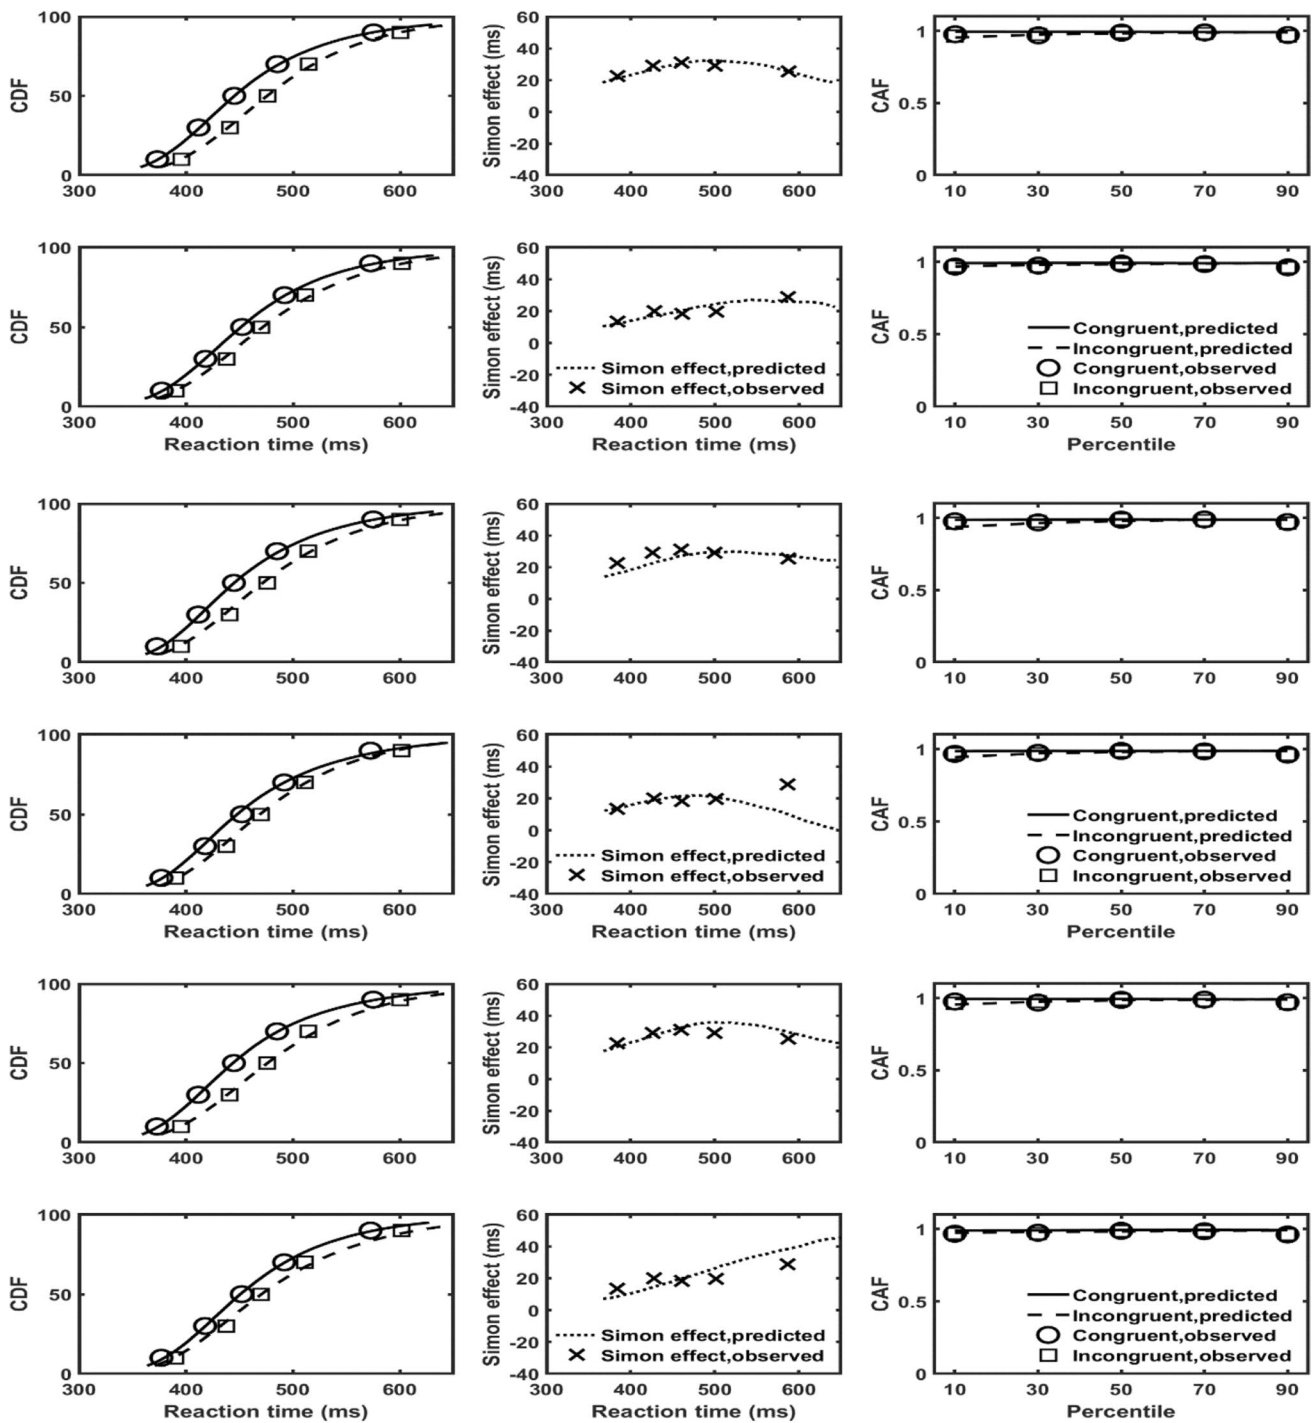 100
50
0
CDF
300 400 500 600
60
40
20
0
-20
-40
Simon effect (ms)
300 400 500 600
1
0.5
0
CAF
10 30 50 70 90
100
50
0
CDF
300 400 500 600
Reaction time (ms)
60
40
20
0
-20
-40
Simon effect (ms)
Simon effect,predicted
Simon effect,observed
300 400 500 600
Reaction time (ms)
1
0.5
0
CAF
Congruent,predicted
Incongruent,predicted
Congruent,observed
Incongruent,observed
10 30 50 70 90
Percentile
100
50
0
CDF
300 400 500 600
60
40
20
0
-20
-40
Simon effect (ms)
300 400 500 600
1
0.5
0
CAF
10 30 50 70 90
100
50
0
CDF
300 400 500 600
Reaction time (ms)
60
40
20
0
-20
-40
Simon effect (ms)
Simon effect,predicted
Simon effect,observed
300 400 500 600
Reaction time (ms)
1
0.5
0
CAF
Congruent,predicted
Incongruent,predicted
Congruent,observed
Incongruent,observed
10 30 50 70 90
Percentile
100
50
0
CDF
300 400 500 600
60
40
20
0
-20
-40
Simon effect (ms)
300 400 500 600
1
0.5
0
CAF
10 30 50 70 90
100
50
0
CDF
300 400 500 600
Reaction time (ms)
60
40
20
0
-20
-40
Simon effect (ms)
Simon effect,predicted
Simon effect,observed
300 400 500 600
Reaction time (ms)
1
0.5
0
CAF
Congruent,predicted
Incongruent,predicted
Congruent,observed
Incongruent,observed
10 30 50 70 90
Percentile